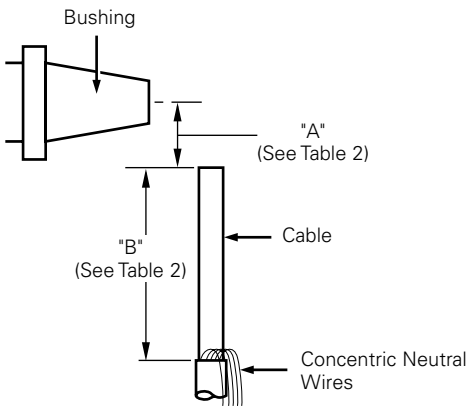 Bushing
"A"
(See Table 2)
"B"
(See Table 2)
Cable
Concentric Neutral
Wires